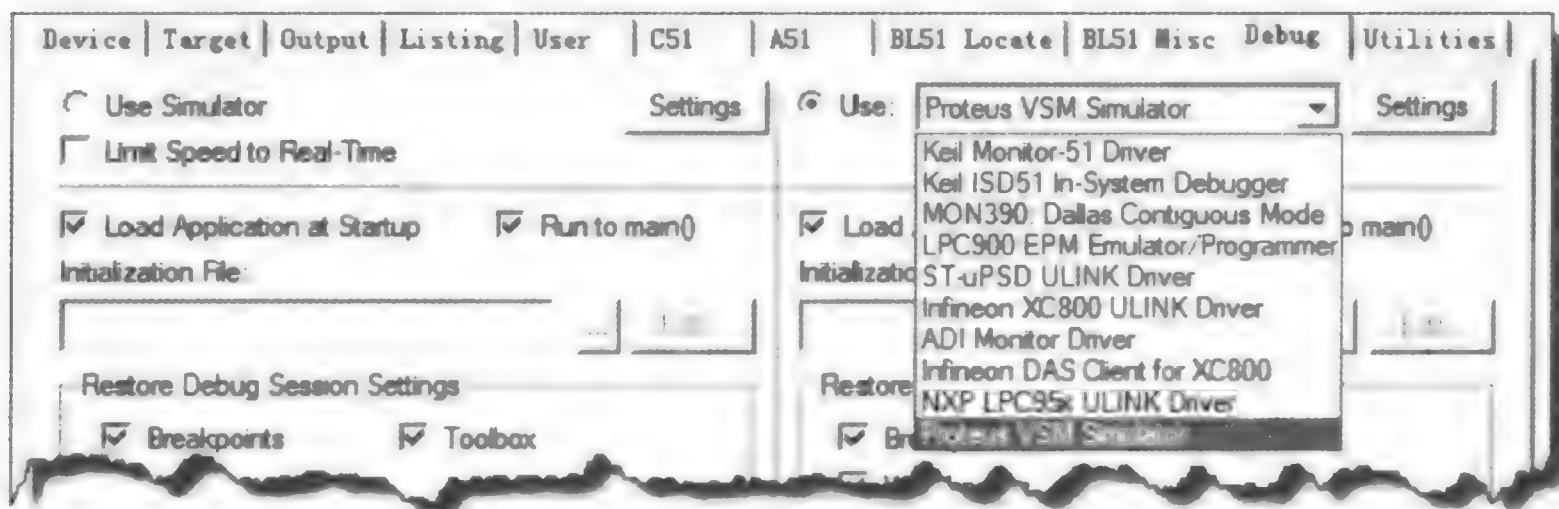 Device Target Output Listing User C51 A51 BL51 Locate BL51 Misc Debug Utilities
Use Simulator Settings Use: Proteus VSM Simulator Settings
Limit Speed to Real-Time
Keil Monitor-51 Driver
Keil ISD51 In-System Debugger
MON390: Dallas Contiguous Mode
LPC900 EPM Emulator/Programmer
ST-uPSD ULINK Driver
Infineon XC800 ULINK Driver
ADI Monitor Driver
Infineon DAS Client for XC800
NXP LPC95x ULINK Driver
Proteus VSM Simulator
Load Application at Startup Run to main() Load main()
Initialization File: Initializatio
...
Restore Debug Session Settings Restore
Breakpoints Toolbox Br